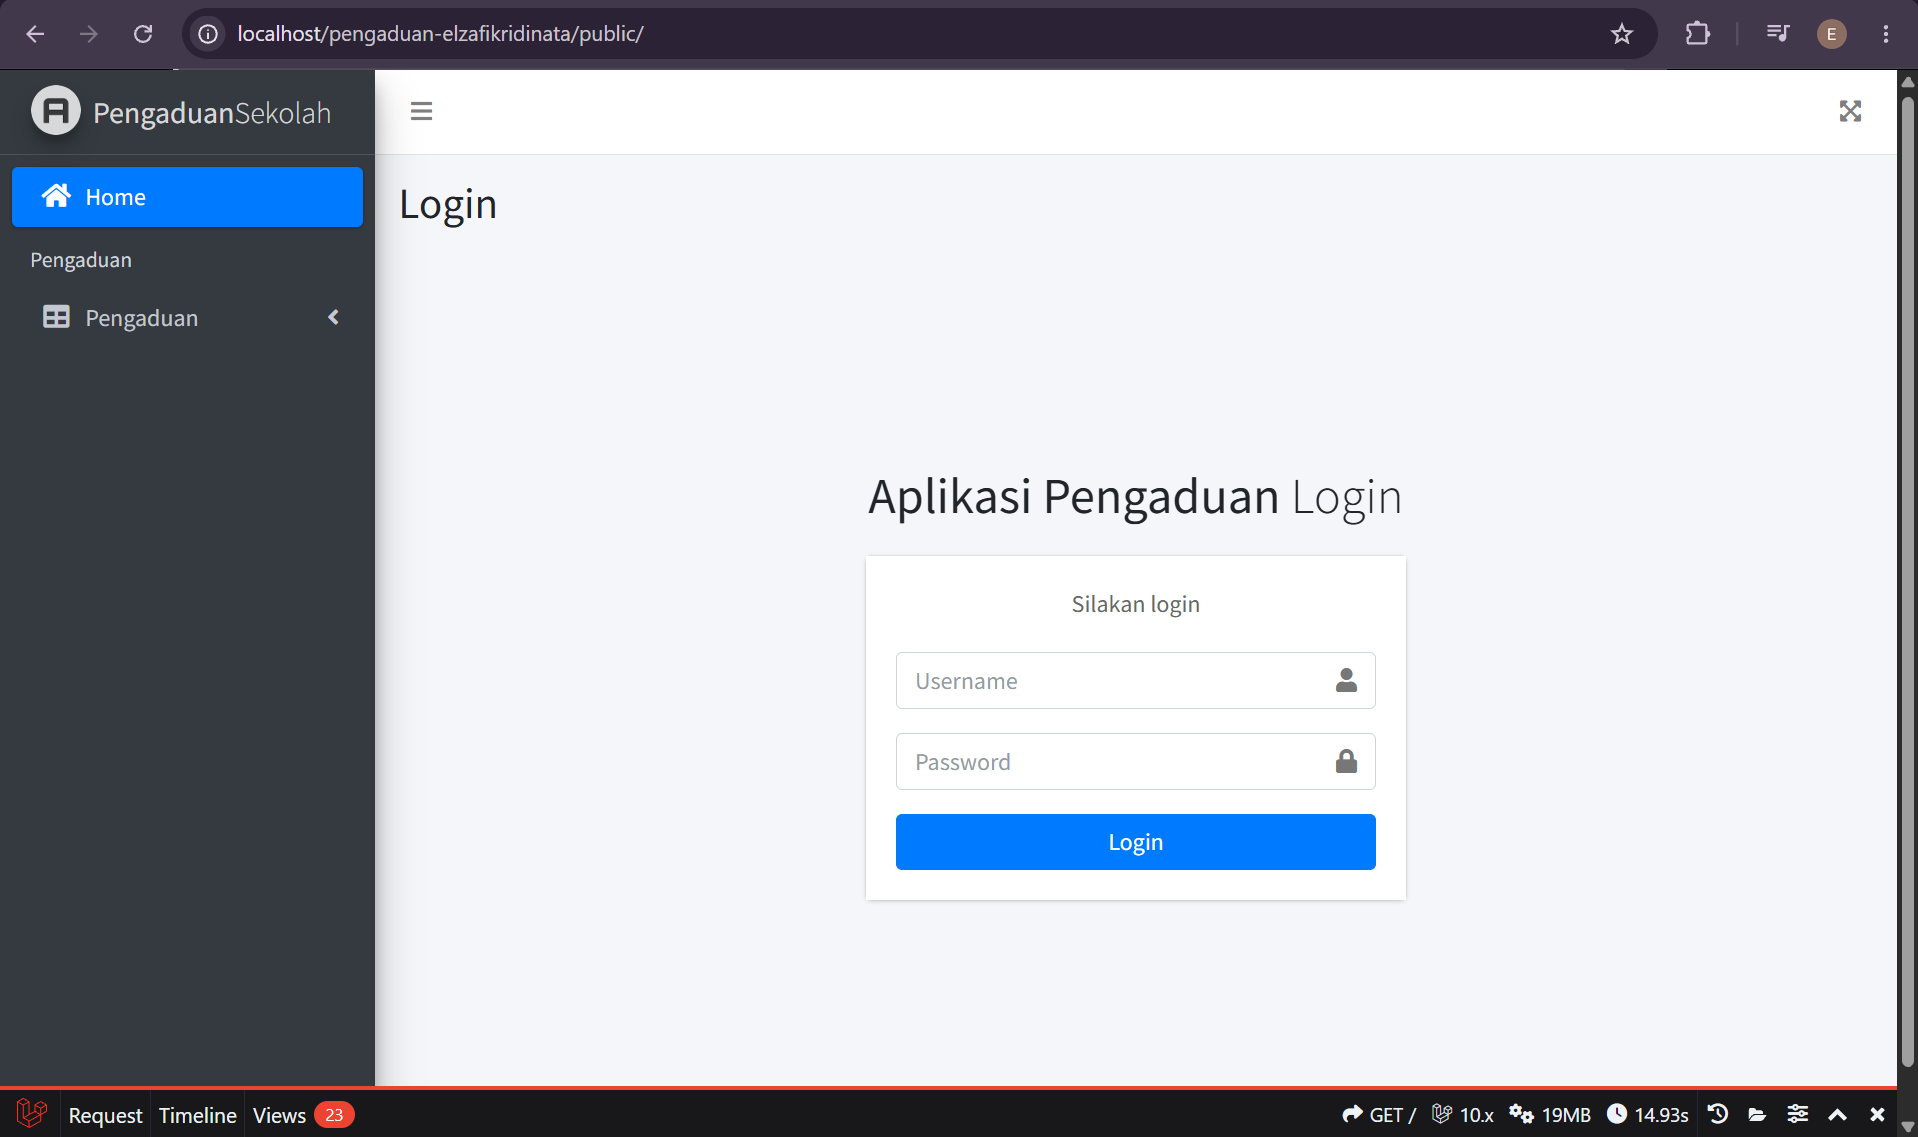 localhost/pengaduan-elzafikridinata/public/
E
PengaduanSekolah
Home
Pengaduan
Pengaduan
Login
Aplikasi Pengaduan Login
Silakan login
Username
Password
Login
Request Timeline Views 23 GET / 10.x 19MB 14.93s